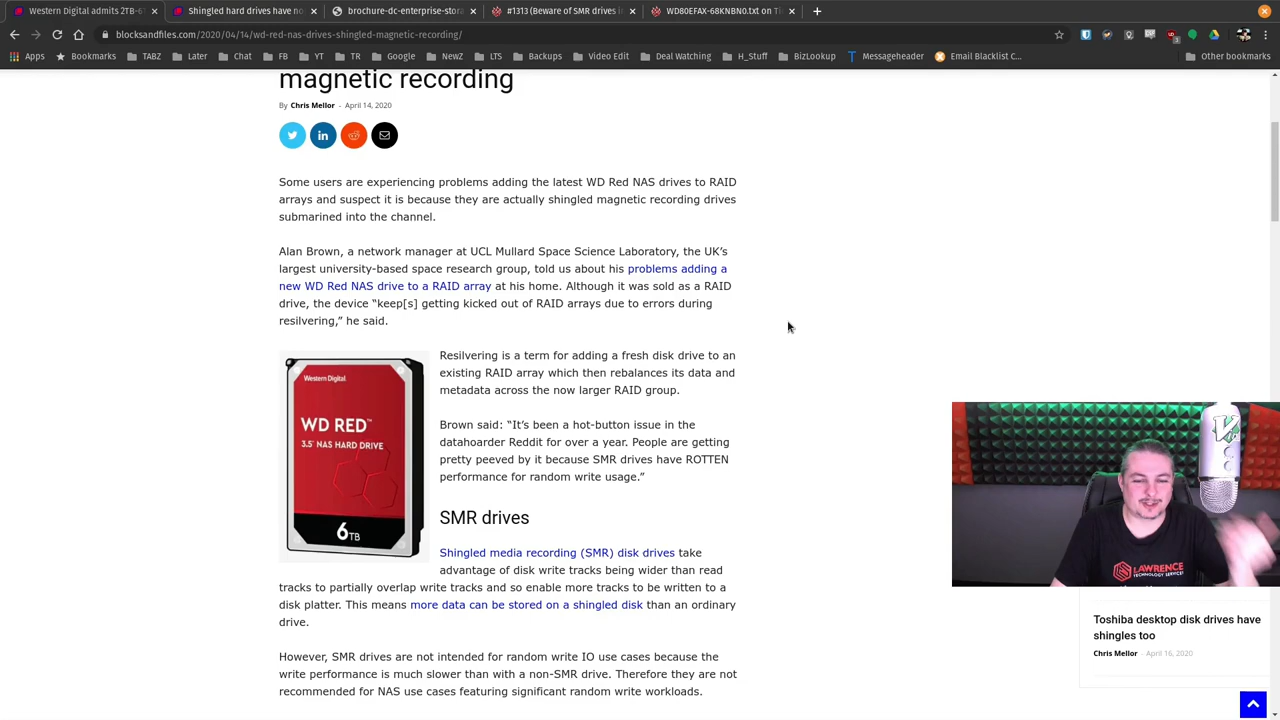 Western Digital admits 2TB-6T
Shingled hard drives have no
brochure-dc-enterprise-stora
#1313 (Beware of SMR drives i
WD80EFAX-68KNBN0.txt on Ti
blocksandfiles.com/2020/04/14/wd-red-nas-drives-shingled-magnetic-recording/
Apps
Bookmarks
TABZ
Later
Chat
FB
YT
TR
Google
NewZ
LTS
Backups
Video Edit
Deal Watching
H_Stuff
BizLookup
Messageheader
Email Blacklist C...
Other bookmarks
magnetic recording
By Chris Mellor - April 14, 2020
Some users are experiencing problems adding the latest WD Red NAS drives to RAID
arrays and suspect it is because they are actually shingled magnetic recording drives
submarined into the channel.
Alan Brown, a network manager at UCL Mullard Space Science Laboratory, the UK's
largest university-based space research group, told us about his problems adding a
new WD Red NAS drive to a RAID array at his home. Although it was sold as a RAID
drive, the device “keep[s] getting kicked out of RAID arrays due to errors during
resilvering,” he said.
Western Digital
WD RED™
3.5" NAS HARD DRIVE
6TB
Resilvering is a term for adding a fresh disk drive to an
existing RAID array which then rebalances its data and
metadata across the now larger RAID group.
Brown said: “It's been a hot-button issue in the
datahoarder Reddit for over a year. People are getting
pretty peeved by it because SMR drives have ROTTEN
performance for random write usage.”
SMR drives
Shingled media recording (SMR) disk drives take
advantage of disk write tracks being wider than read
tracks to partially overlap write tracks and so enable more tracks to be written to a
disk platter. This means more data can be stored on a shingled disk than an ordinary
drive.
However, SMR drives are not intended for random write IO use cases because the
write performance is much slower than with a non-SMR drive. Therefore they are not
recommended for NAS use cases featuring significant random write workloads.
LAWRENCE
TECHNOLOGY SERVICES
Toshiba desktop disk drives have
shingles too
Chris Mellor - April 16, 2020